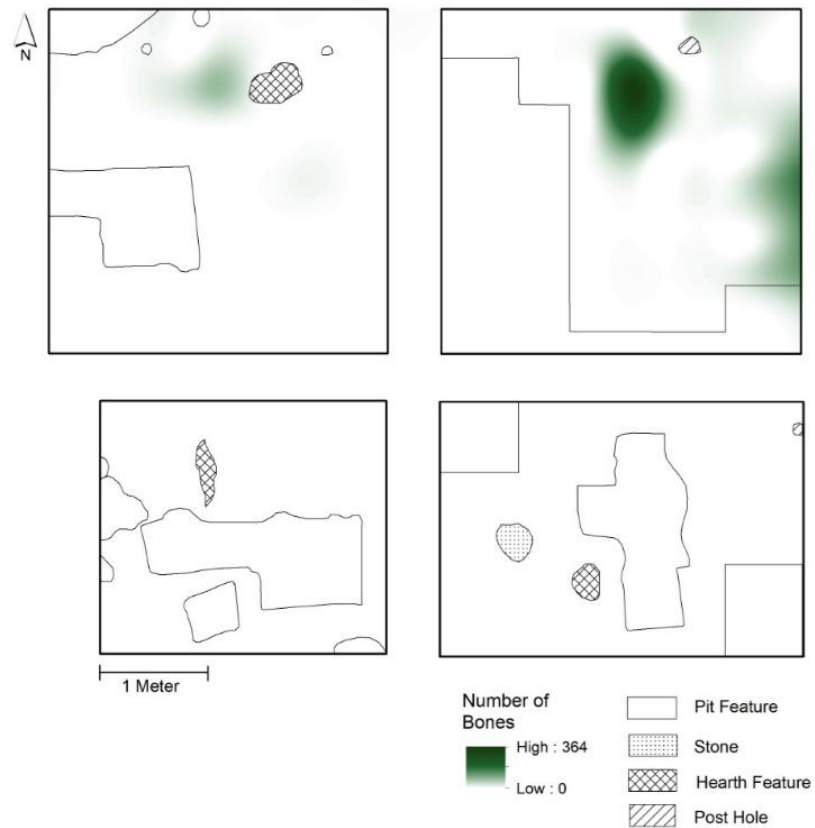 N
1 Meter
Number of
Bones
High : 364
Low : 0
Pit Feature
Stone
Hearth Feature
Post Hole